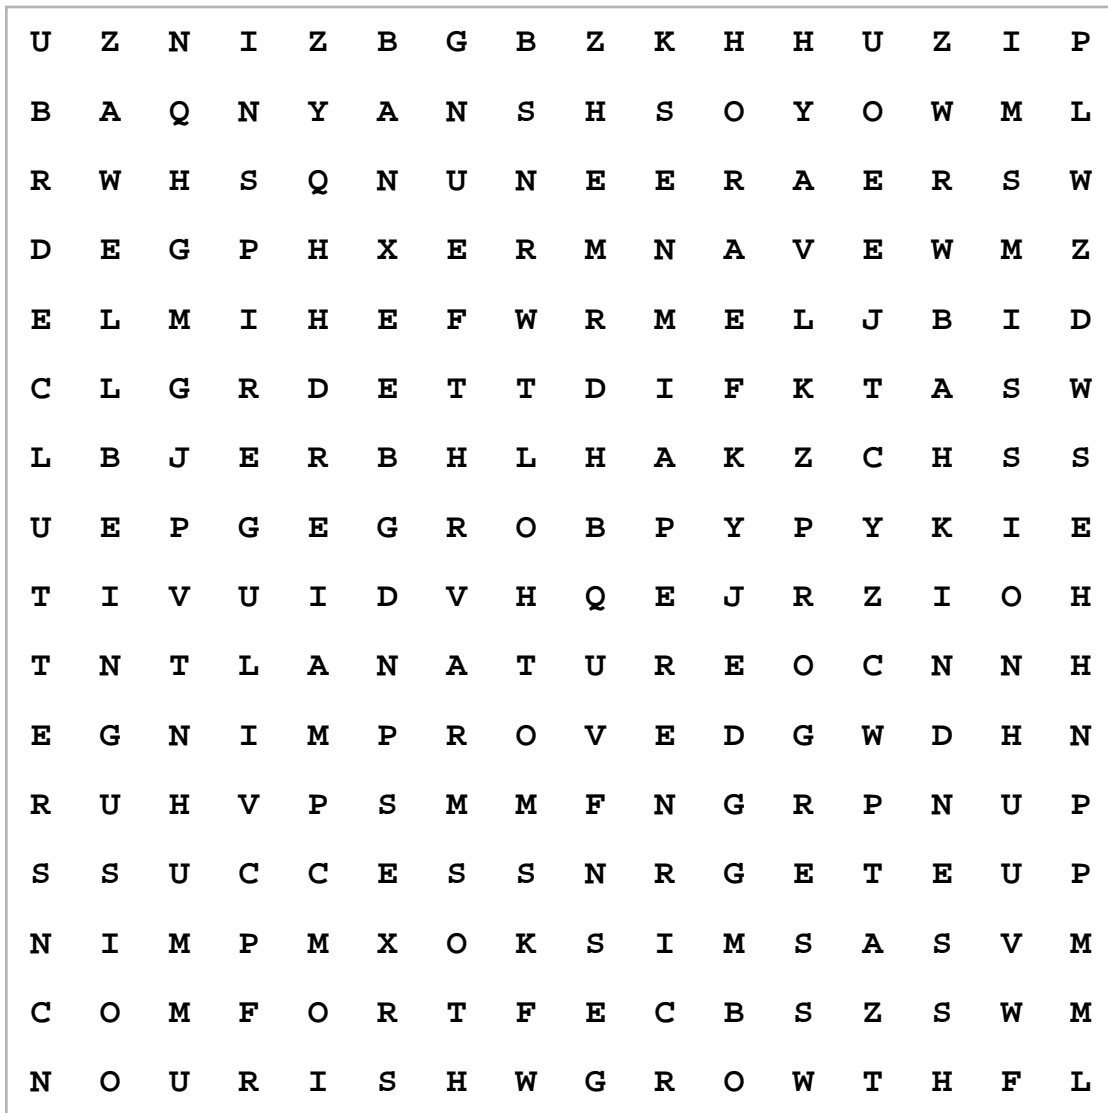 U Z N I Z B G B Z K H H U Z I P
B A Q N Y A N S H S O Y O W M L
R W H S Q N U N E E R A E R S W
D E G P H X E R M N A V E W M Z
E L M I H E F W R M E L J B I D
C L G R D E T T D I F K T A S W
L B J E R B H L H A K Z C H S S
U E P G E G R O B P Y P Y K I E
T I V U I D V H Q E J R Z I O H
T N T L A N A T U R E O C N N H
E G N I M P R O V E D G W D H N
R U H V P S M M F N G R P N U P
S S U C C E S S N R G E T E U P
N I M P M X O K S I M S A S V M
C O M F O R T F E C B S Z S W M
N O U R I S H W G R O W T H F L